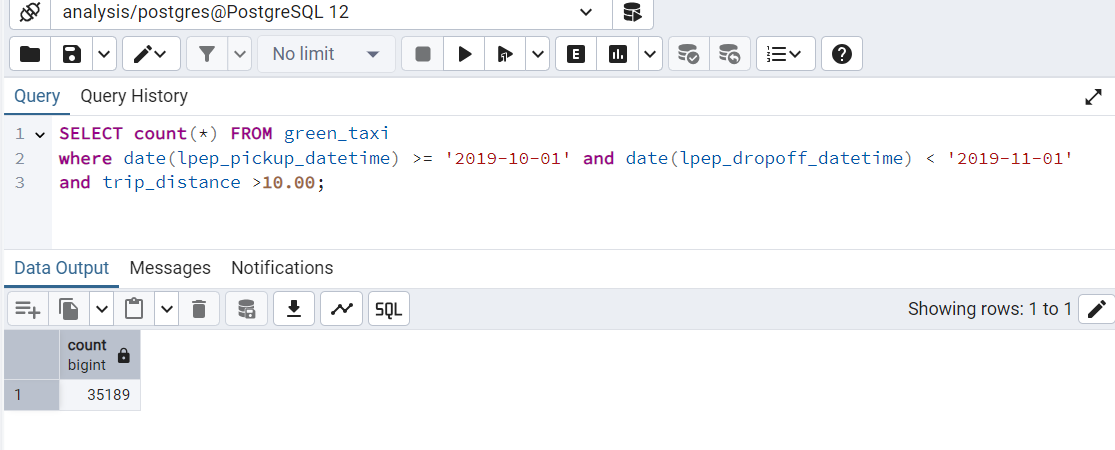 analysis/postgres@PostgreSQL 12
No limit
E
Query Query History
1 SELECT count(*) FROM green_taxi
2 where date(lpep_pickup_datetime) >= '2019-10-01' and date(lpep_dropoff_datetime) < '2019-11-01'
3 and trip_distance >10.00;
Data Output Messages Notifications
SQL Showing rows: 1 to 1
count
bigint
1 35189